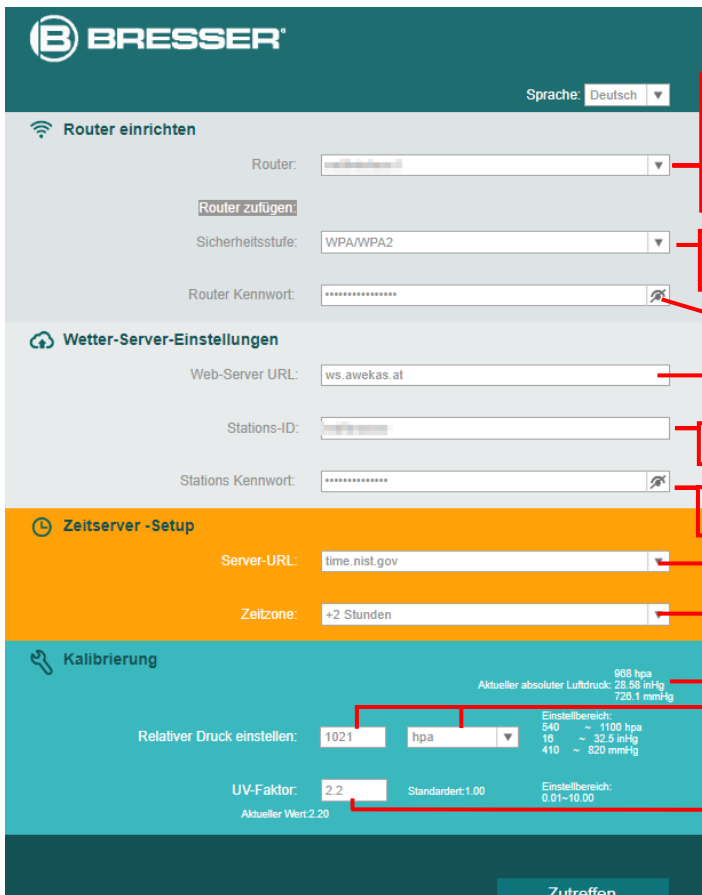 BRESSER
Sprache: Deutsch
Router einrichten
Router:
Router zufügen:
Sicherheitsstufe: WPA/WPA2
Router Kennwort: ••••••••••••••••
Wetter-Server-Einstellungen
Web-Server URL: ws.awekas.at
Stations-ID:
Stations Kennwort: ••••••••••••••
Zeitserver -Setup
Server-URL: time.nist.gov
Zeitzone: +2 Stunden
Kalibrierung
968 hpa
Aktueller absoluter Luftdruck: 28.58 inHg
726.1 mmHg
Relativer Druck einstellen: 1021 hpa
Einstellbereich:
540 ~ 1100 hpa
16 ~ 32.5 inHg
410 ~ 820 mmHg
UV-Faktor: 2.2 Standardert:1.00
Einstellbereich:
0.01~10.00
Aktueller Wert:2.20
Zutreffen